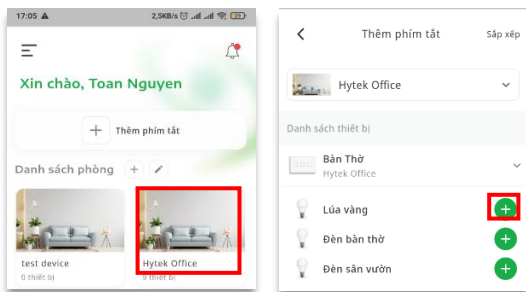 17:05
2,5KB/s
Xin chào, Toan Nguyen
Thêm phím tắt
Danh sách phòng
test device
0 thiết bị
Hytek Office
9 thiết bị
Thêm phím tắt
Sắp xếp
Hytek Office
Danh sách thiết bị
Bàn Thờ
Hytek Office
Lúa vàng
Đèn bàn thờ
Đèn sân vườn